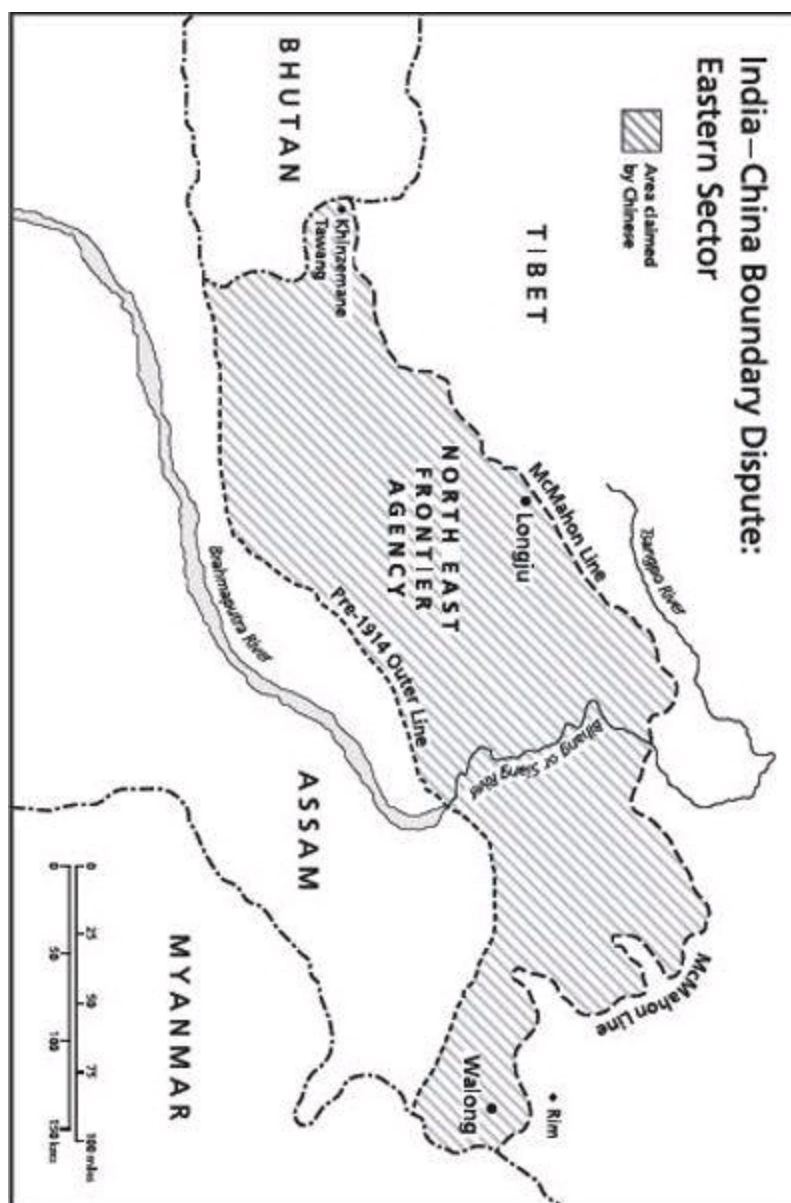 India–China Boundary Dispute:
Eastern Sector
Area claimed
by Chinese
TIBET
Tsangpo River
BHUTAN
Khinzemane
Tawang
McMahon Line
Longju
NORTH EAST
FRONTIER
AGENCY
McMahon Line
Rim
Pre-1914 Outer Line
Dihang or Siang River
Walong
Brahmaputra River
ASSAM
MYANMAR
0 25 50 75 100 miles
0 50 100 150 kms